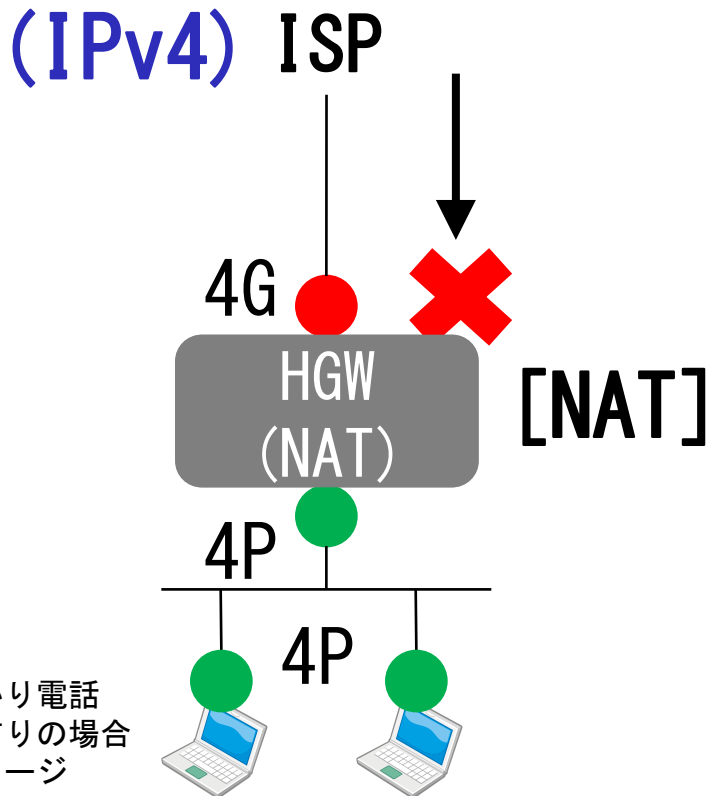 (IPv4) ISP
4G
HGW
(NAT)
[NAT]
4P
4P
り電話
りの場合
ージ